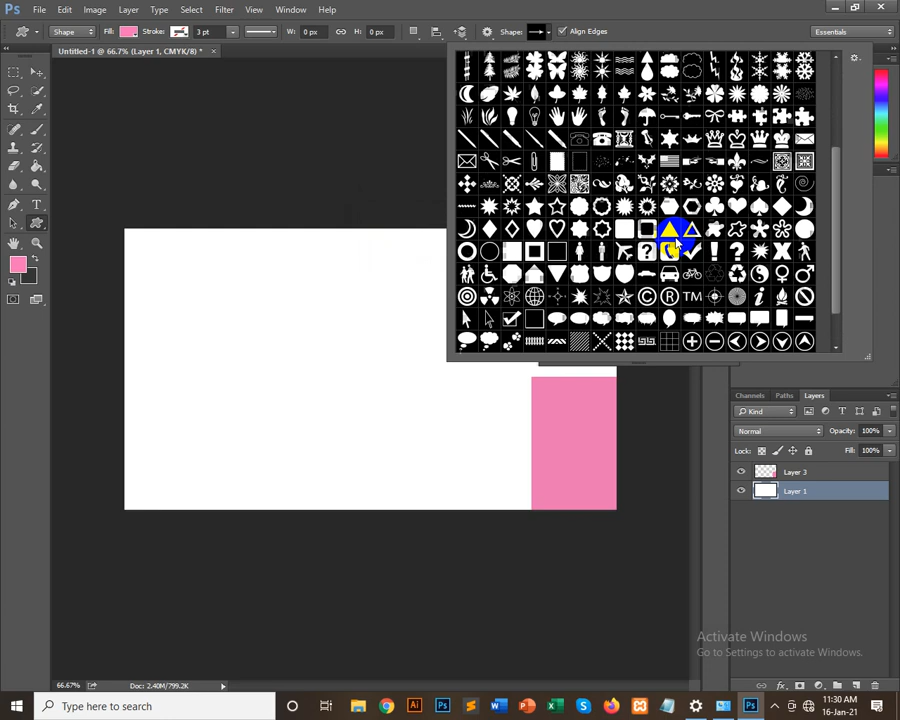 Ps File Edit Image Layer Type Select Filter View Window Help
Shape Fill: Stroke: 3 pt W: 0 px H: 0 px Shape: Align Edges Essentials
Untitled-1 @ 66.7% (Layer 1, CMYK/8) * ×
Channels Paths Layers
Kind
Normal Opacity: 100%
Lock: Fill: 100%
Layer 3
Layer 1
Activate Windows
Go to Settings to activate Windows.
66.67% Doc: 2.40M/799.2K
fx
Type here to search
11:30 AM
16-Jan-21